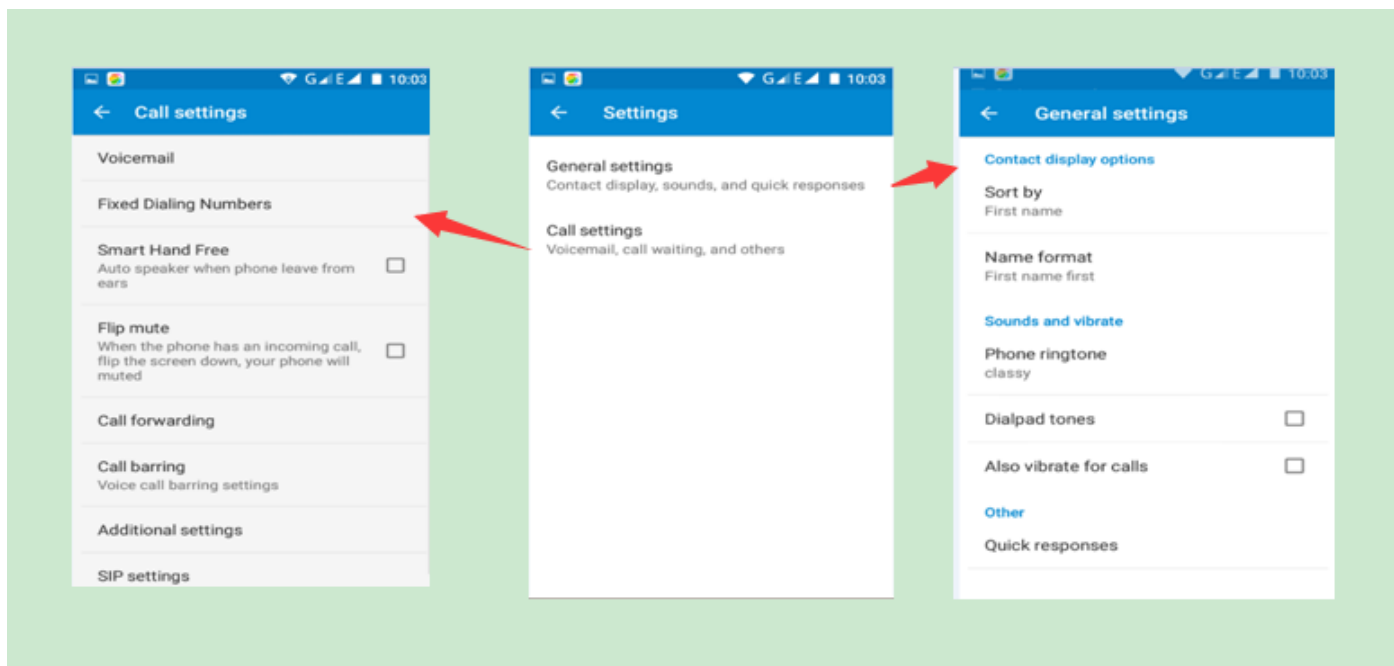 G E 10:03
Call settings
Voicemail
Fixed Dialing Numbers
Smart Hand Free
Auto speaker when phone leave from
ears
Flip mute
When the phone has an incoming call,
flip the screen down, your phone will
muted
Call forwarding
Call barring
Voice call barring settings
Additional settings
SIP settings
G E 10:03
Settings
General settings
Contact display, sounds, and quick responses
Call settings
Voicemail, call waiting, and others
G E 10:03
General settings
Contact display options
Sort by
First name
Name format
First name first
Sounds and vibrate
Phone ringtone
classy
Dialpad tones
Also vibrate for calls
Other
Quick responses